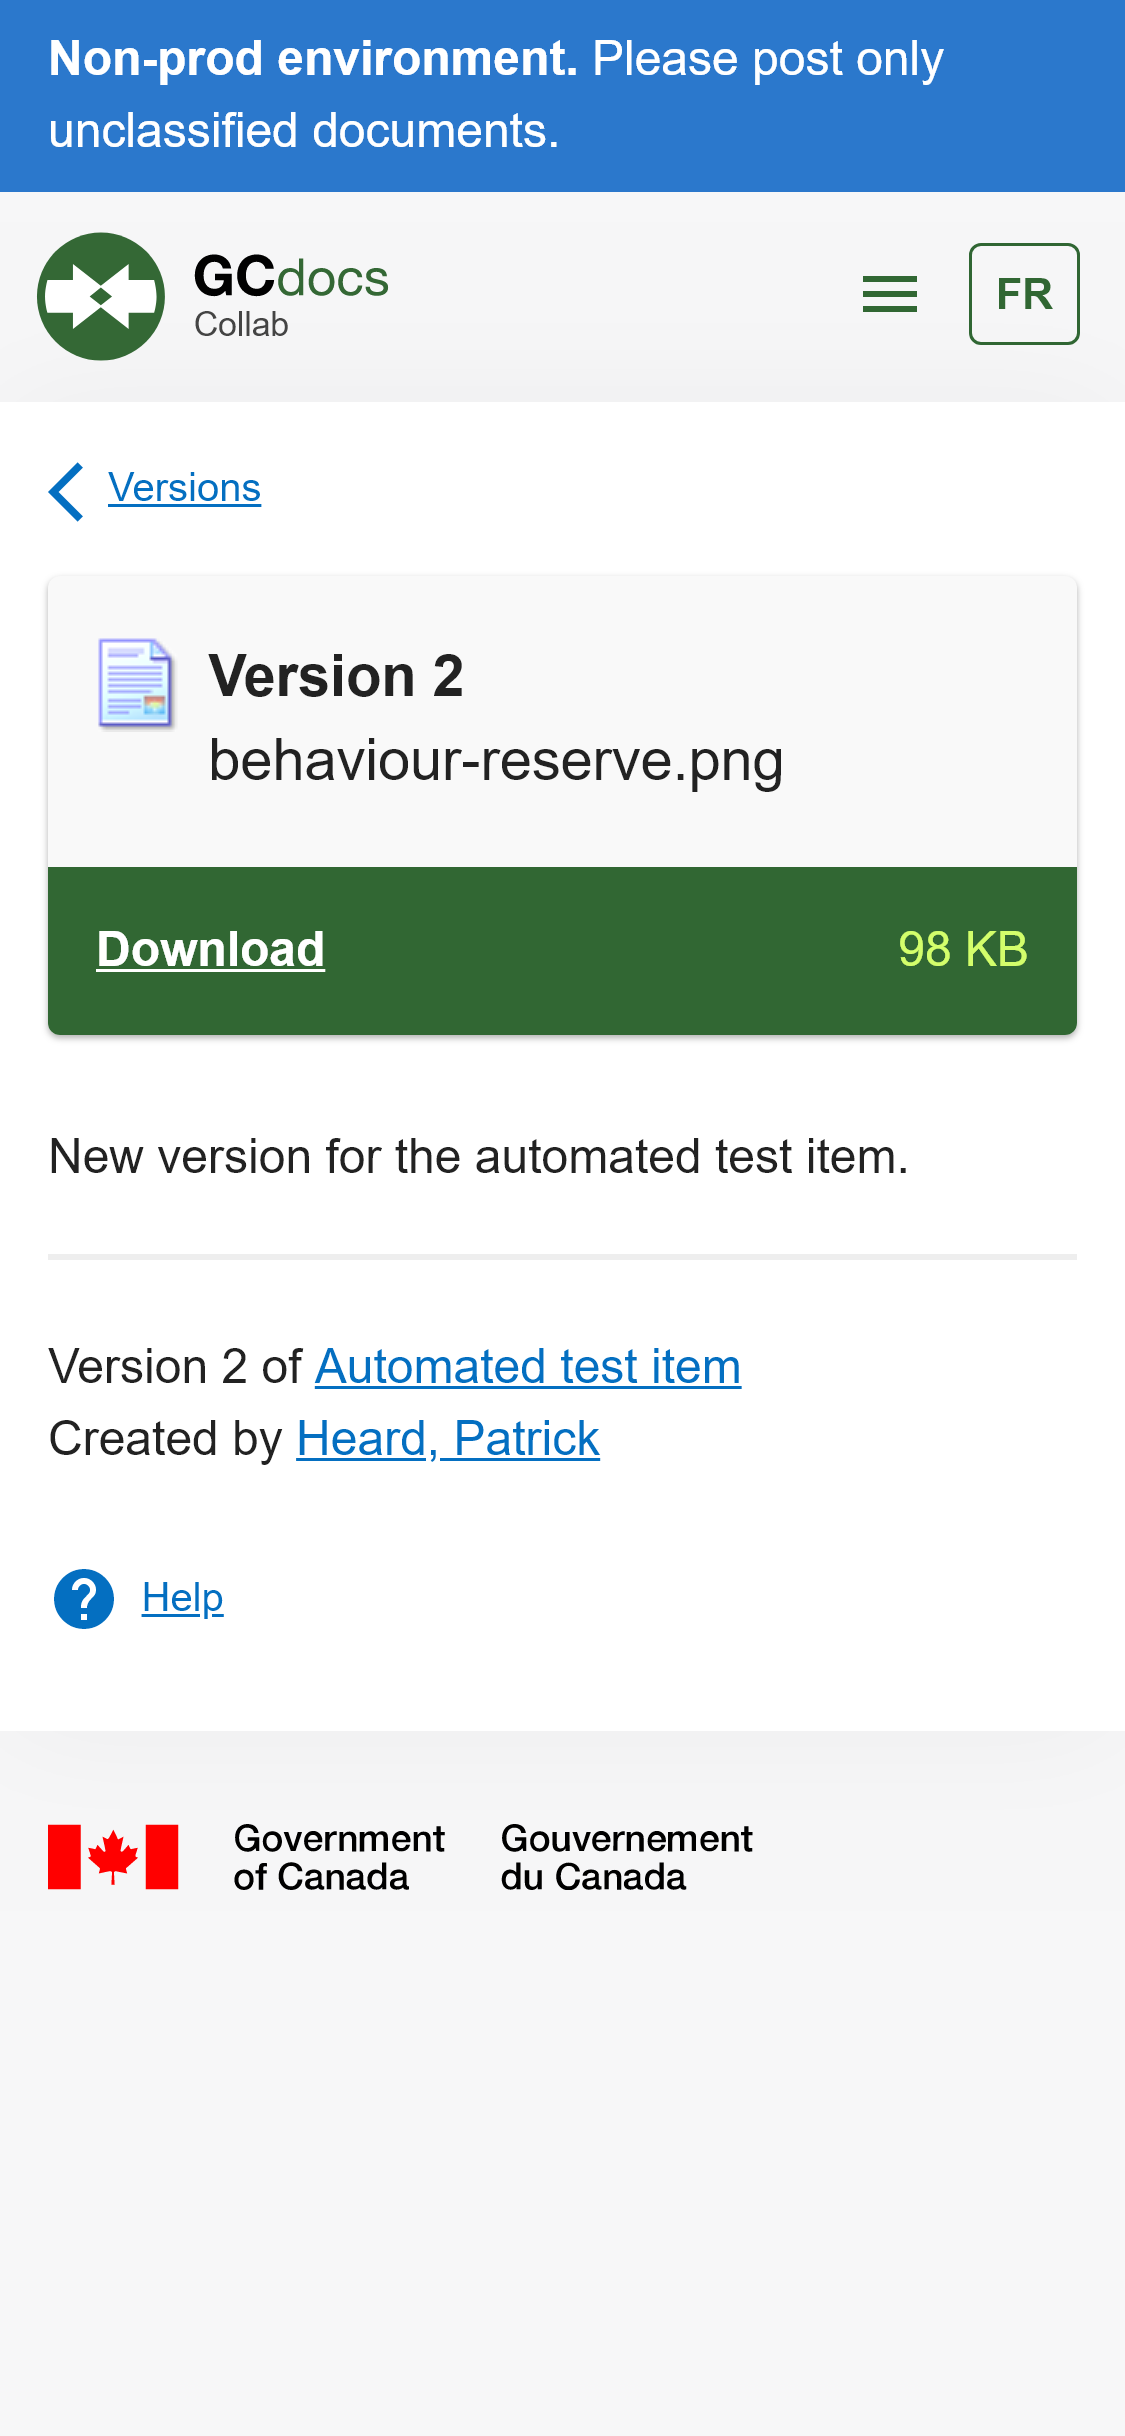 Non-prod environment. Please post only
unclassified documents.
GCdocs
Collab
FR
Versions
Version 2
behaviour-reserve.png
Download
98 KB
New version for the automated test item.
Version 2 of Automated test item
Created by Heard, Patrick
? Help
Government
of Canada
Gouvernement
du Canada